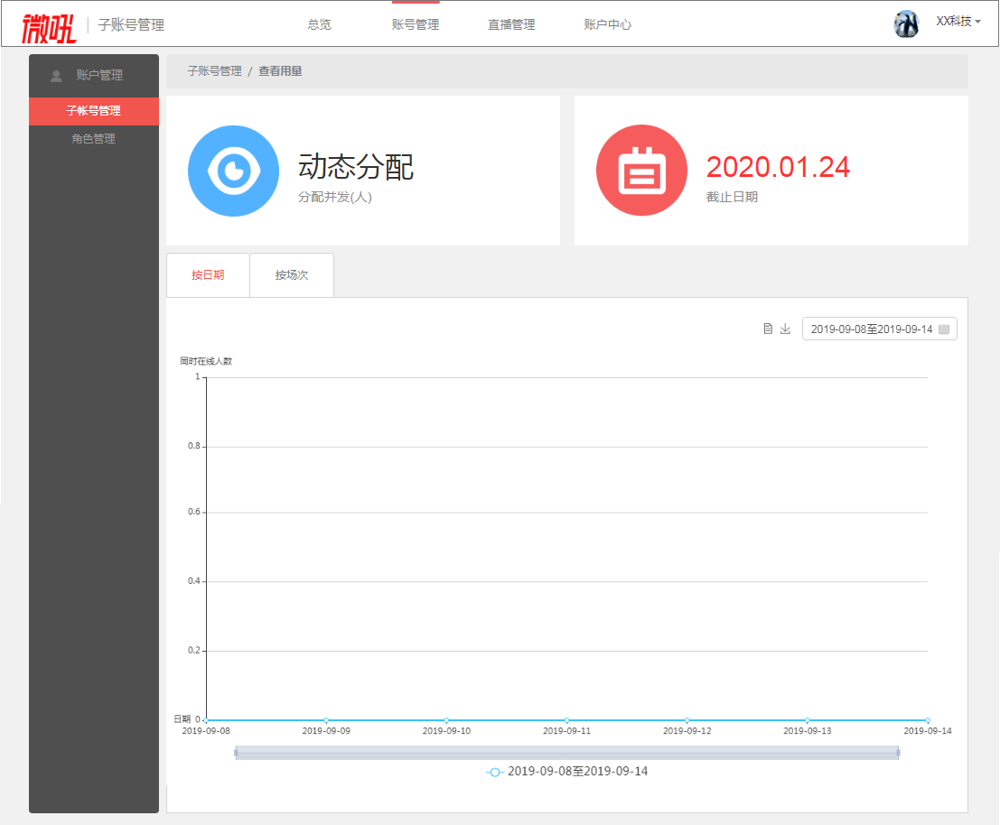 微吼 | 子账号管理 总览 账号管理 直播管理 账户中心 XX科技
账户管理
子帐号管理
角色管理
子账号管理 / 查看用量
动态分配
分配并发(人)
2020.01.24
截止日期
按日期 按场次
2019-09-08至2019-09-14
同时在线人数
1
0.8
0.6
0.4
0.2
日期 0
2019-09-08 2019-09-09 2019-09-10 2019-09-11 2019-09-12 2019-09-13 2019-09-14
2019-09-08至2019-09-14